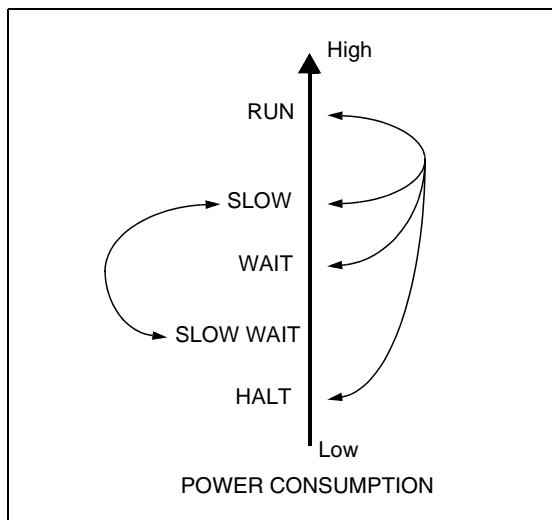 High
RUN
SLOW
WAIT
SLOW WAIT
HALT
Low
POWER CONSUMPTION